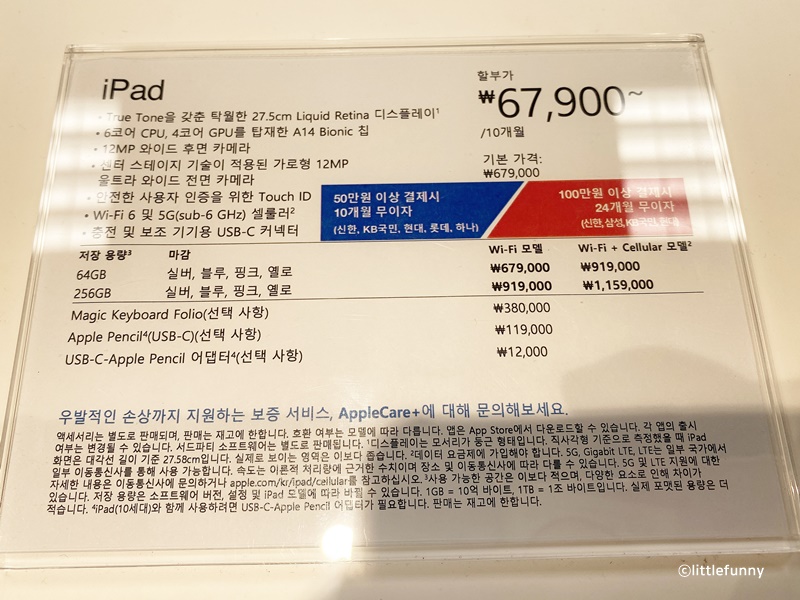 iPad
• True Tone을 갖춘 탁월한 27.5cm Liquid Retina 디스플레이¹
• 6코어 CPU, 4코어 GPU를 탑재한 A14 Bionic 칩
• 12MP 와이드 후면 카메라
• 센터 스테이지 기술이 적용된 가로형 12MP
울트라 와이드 전면 카메라
• 안전한 사용자 인증을 위한 Touch ID
• Wi-Fi 6 및 5G(sub-6 GHz) 셀룰러²
• 충전 및 보조 기기용 USB-C 커넥터
할부가
₩67,900~
/10개월
기본 가격:
₩679,000
50만원 이상 결제시
10개월 무이자
(신한, KB국민, 현대, 롯데, 하나)
100만원 이상 결제시
24개월 무이자
(신한,삼성,KB국민,현대)
저장 용량³ 마감 Wi-Fi 모델 Wi-Fi + Cellular 모델²
64GB 실버, 블루, 핑크, 옐로 ₩679,000 ₩919,000
256GB 실버, 블루, 핑크, 옐로 ₩919,000 ₩1,159,000
Magic Keyboard Folio(선택 사항) ₩380,000
Apple Pencil⁴(USB-C)(선택 사항) ₩119,000
USB-C-Apple Pencil 어댑터⁴(선택 사항) ₩12,000
우발적인 손상까지 지원하는 보증 서비스, AppleCare+에 대해 문의해보세요.
액세서리는 별도로 판매되며, 판매는 재고에 한합니다. 호환 여부는 모델에 따라 다릅니다. 앱은 App Store에서 다운로드할 수 있습니다. 각 앱의 출시
여부는 변경될 수 있습니다. 서드파티 소프트웨어는 별도로 판매됩니다. ¹디스플레이는 모서리가 둥근 형태입니다. 직사각형 기준으로 측정했을 때 iPad
화면은 대각선 길이 기준 27.58cm입니다. 실제로 보이는 영역은 이보다 좁습니다. ²데이터 요금제에 가입해야 합니다. 5G, Gigabit LTE, LTE는 일부 국가에서
일부 이동통신사를 통해 사용 가능합니다. 속도는 이론적 처리량에 근거한 수치이며 장소 및 이동통신사에 따라 다를 수 있습니다. 5G 및 LTE 지원에 대한
자세한 내용은 이동통신사에 문의하거나 apple.com/kr/ipad/cellular를 참고하십시오. ³사용 가능한 공간은 이보다 적으며, 다양한 요소로 인해 차이가
있습니다. 저장 용량은 소프트웨어 버전, 설정 및 iPad 모델에 따라 바뀔 수 있습니다. 1GB = 10억 바이트, 1TB = 1조 바이트입니다. 실제 포맷된 용량은 더
적습니다. ⁴iPad(10세대)와 함께 사용하려면 USB-C-Apple Pencil 어댑터가 필요합니다. 판매는 재고에 한합니다.
©littlefunny